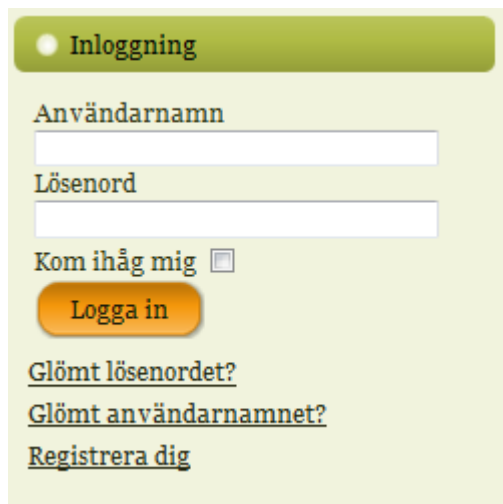 Inloggning
Användarnamn
Lösenord
Kom ihåg mig
Logga in
Glömt lösenordet?
Glömt användarnamnet?
Registrera dig